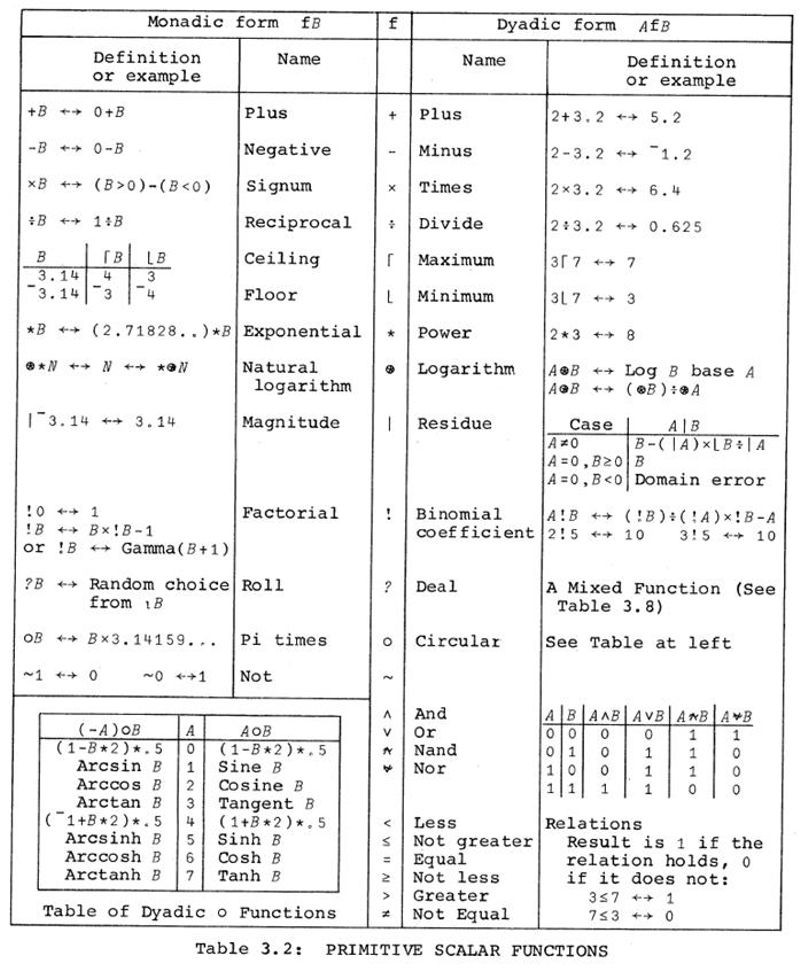 Monadic form fB f Dyadic form AfB
Definition or example Name Name Definition or example
+B ↔ 0+B Plus + Plus 2+3.2 ↔ 5.2
-B ↔ 0-B Negative - Minus 2-3.2 ↔ ¯1.2
×B ↔ (B>0)-(B<0) Signum × Times 2×3.2 ↔ 6.4
÷B ↔ 1÷B Reciprocal ÷ Divide 2÷3.2 ↔ 0.625
B ⌈B ⌊B Ceiling ⌈ Maximum 3⌈7 ↔ 7
3.14 4 3
¯3.14 ¯3 ¯4 Floor ⌊ Minimum 3⌊7 ↔ 3
*B ↔ (2.71828..)*B Exponential * Power 2*3 ↔ 8
⍟*N ↔ N ↔ *⍟N Natural ⍟ Logarithm A⍟B ↔ Log B base A
logarithm A⍟B ↔ (⍟B)÷⍟A
|¯3.14 ↔ 3.14 Magnitude | Residue Case A|B
A≠0 B-(|A)×⌊B÷|A
A=0,B≥0 B
A=0,B<0 Domain error
!0 ↔ 1 Factorial ! Binomial A!B ↔ (!B)÷(!A)×!B-A
!B ↔ B×!B-1 coefficient 2!5 ↔ 10 3!5 ↔ 10
or !B ↔ Gamma(B+1)
?B ↔ Random choice Roll ? Deal A Mixed Function (See
from ⍳B Table 3.8)
○B ↔ B×3.14159... Pi times ○ Circular See Table at left
~1 ↔ 0 ~0 ↔1 Not ~
(-A)○B A A○B
(1-B*2)*.5 0 (1-B*2)*.5
Arcsin B 1 Sine B
Arccos B 2 Cosine B
Arctan B 3 Tangent B
(¯1+B*2)*.5 4 (1+B*2)*.5
Arcsinh B 5 Sinh B
Arccosh B 6 Cosh B
Arctanh B 7 Tanh B
Table of Dyadic ○ Functions
∧ And A B A∧B A∨B A⍲B A⍱B
∨ Or 0 0 0 0 1 1
⍲ Nand 0 1 0 1 1 0
⍱ Nor 1 0 0 1 1 0
1 1 1 1 0 0
< Less Relations
≤ Not greater Result is 1 if the
= Equal relation holds, 0
≥ Not less if it does not:
> Greater 3≤7 ↔ 1
≠ Not Equal 7≤3 ↔ 0
Table 3.2: PRIMITIVE SCALAR FUNCTIONS